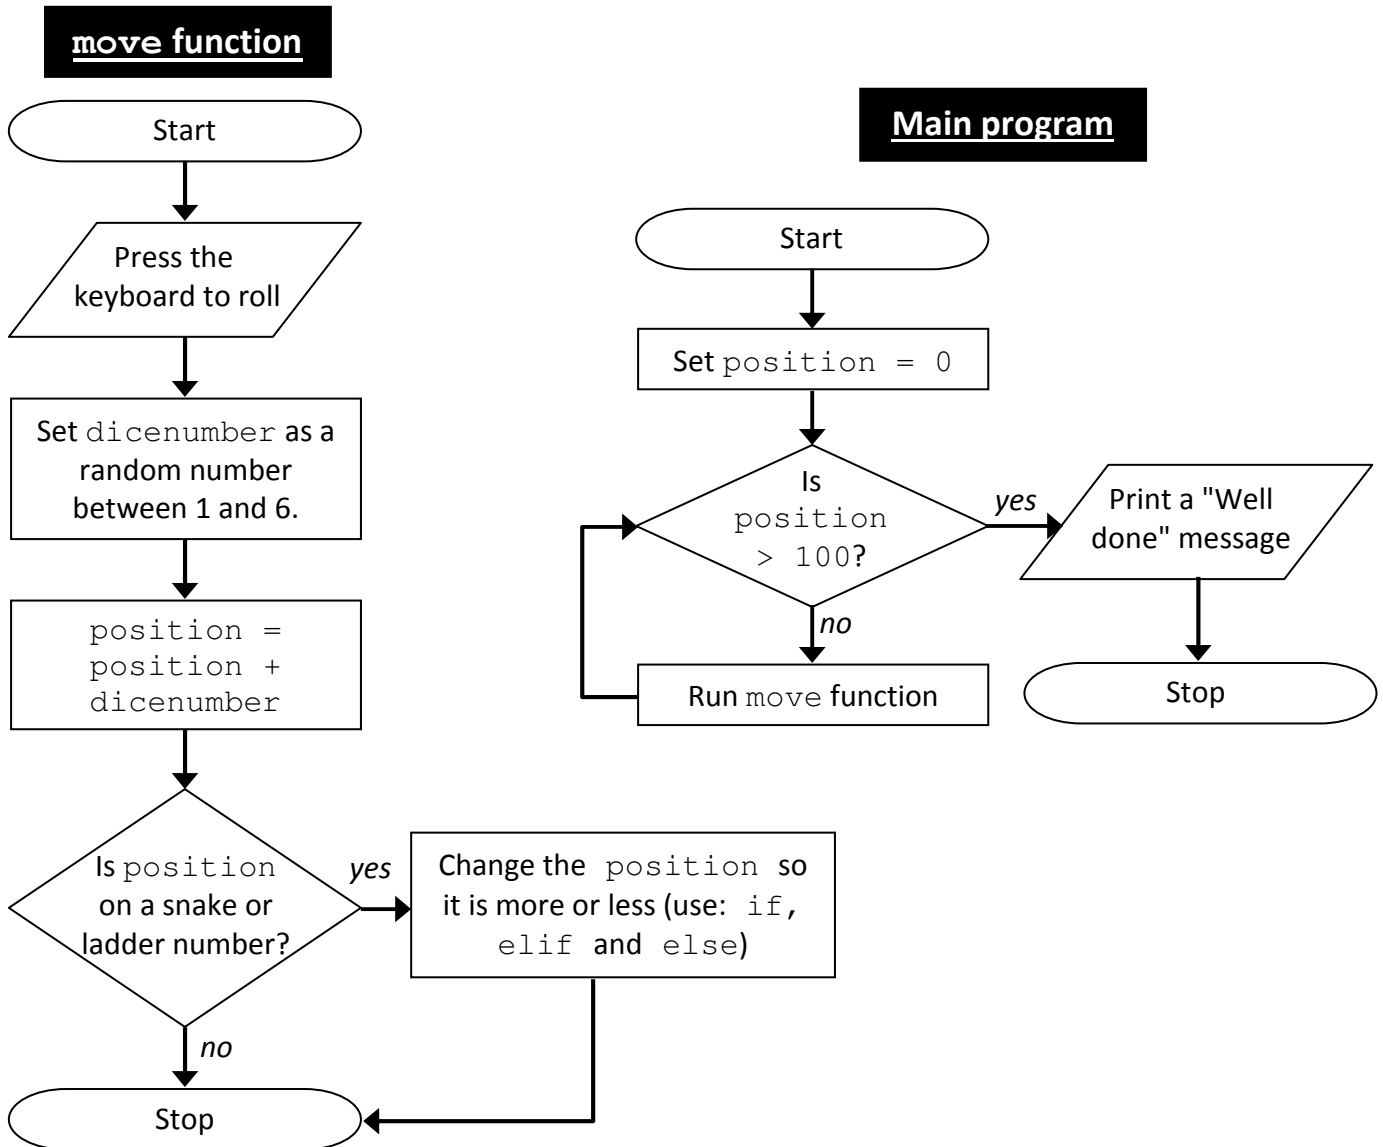 move function
Start
Press the
keyboard to roll
Set dicenumber as a
random number
between 1 and 6.
position =
position +
dicenumber
Is position
on a snake or
ladder number?
yes
Change the position so
it is more or less (use: if,
elif and else)
no
Stop
Main program
Start
Set position = 0
Is
position
> 100?
yes
Print a "Well
done" message
no
Run move function
Stop